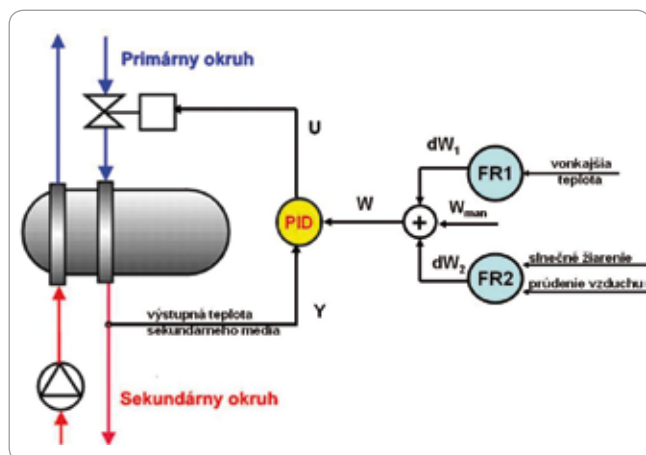 Primárny okruh
U
dW1
FR1
vonkajšia
teplota
PID
W
+
Wman
dW2
FR2
slnečné žiarenie
prúdenie vzduchu
výstupná teplota
sekundárneho média
Y
Sekundárny okruh